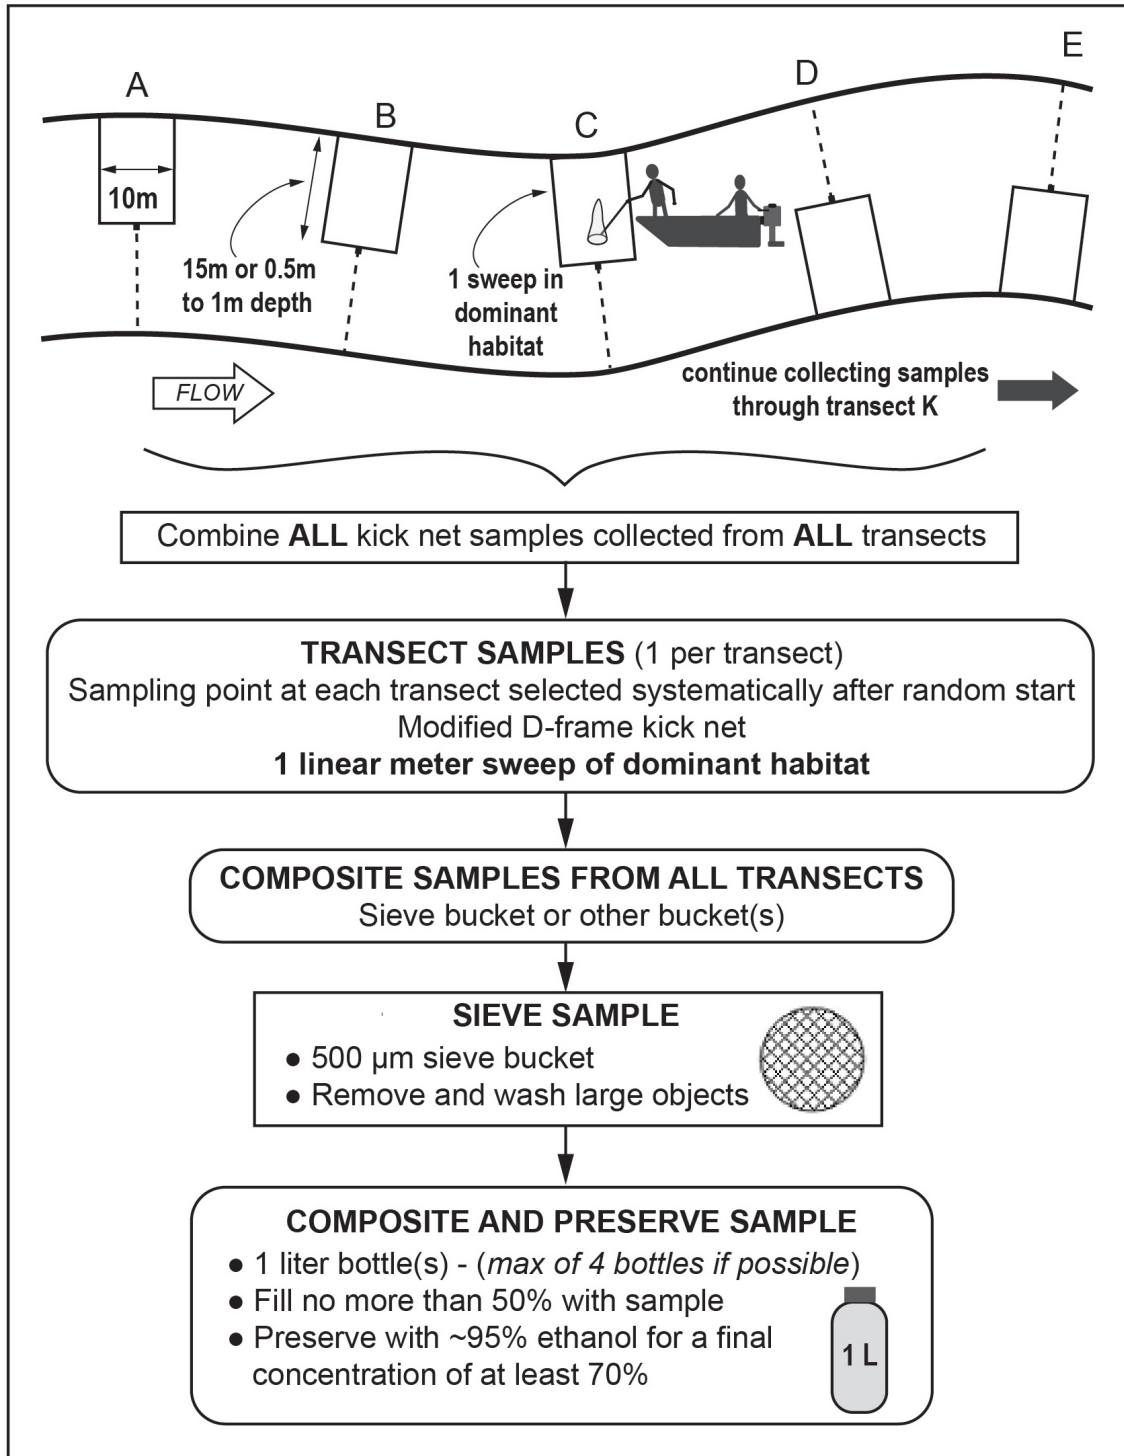 A
B
C
D
E
10m
15m or 0.5m
to 1m depth
1 sweep in
dominant
habitat
FLOW
continue collecting samples
through transect K
Combine ALL kick net samples collected from ALL transects
TRANSECT SAMPLES (1 per transect)
Sampling point at each transect selected systematically after random start
Modified D-frame kick net
1 linear meter sweep of dominant habitat
COMPOSITE SAMPLES FROM ALL TRANSECTS
Sieve bucket or other bucket(s)
SIEVE SAMPLE
● 500 µm sieve bucket
● Remove and wash large objects
COMPOSITE AND PRESERVE SAMPLE
● 1 liter bottle(s) - (max of 4 bottles if possible)
● Fill no more than 50% with sample
● Preserve with ~95% ethanol for a final
concentration of at least 70%
1 L